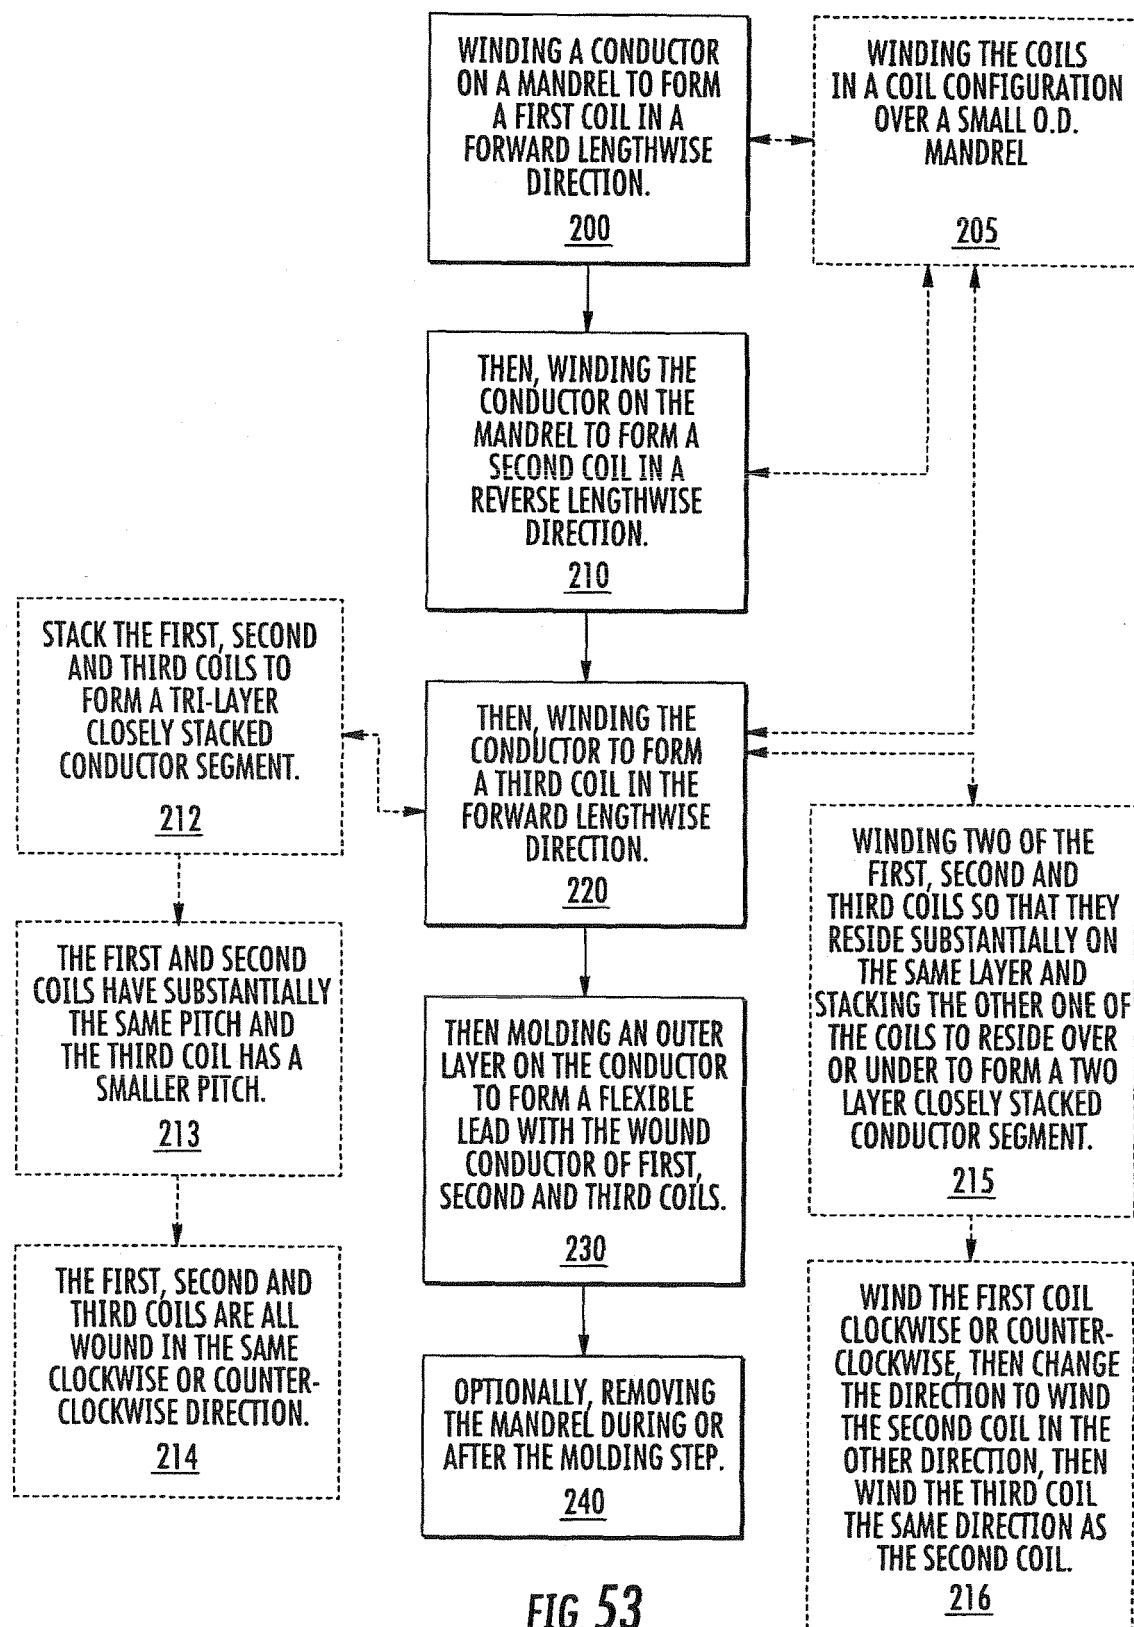 WINDING A CONDUCTOR
ON A MANDREL TO FORM
A FIRST COIL IN A
FORWARD LENGTHWISE
DIRECTION.
200
WINDING THE COILS
IN A COIL CONFIGURATION
OVER A SMALL O.D.
MANDREL
205
THEN, WINDING THE
CONDUCTOR ON THE
MANDREL TO FORM A
SECOND COIL IN A
REVERSE LENGTHWISE
DIRECTION.
210
STACK THE FIRST, SECOND
AND THIRD COILS TO
FORM A TRI-LAYER
CLOSELY STACKED
CONDUCTOR SEGMENT.
212
THEN, WINDING THE
CONDUCTOR TO FORM
A THIRD COIL IN THE
FORWARD LENGTHWISE
DIRECTION.
220
WINDING TWO OF THE
FIRST, SECOND AND
THIRD COILS SO THAT THEY
RESIDE SUBSTANTIALLY ON
THE SAME LAYER AND
STACKING THE OTHER ONE OF
THE COILS TO RESIDE OVER
OR UNDER TO FORM A TWO
LAYER CLOSELY STACKED
CONDUCTOR SEGMENT.
215
THE FIRST AND SECOND
COILS HAVE SUBSTANTIALLY
THE SAME PITCH AND
THE THIRD COIL HAS A
SMALLER PITCH.
213
THEN MOLDING AN OUTER
LAYER ON THE CONDUCTOR
TO FORM A FLEXIBLE
LEAD WITH THE WOUND
CONDUCTOR OF FIRST,
SECOND AND THIRD COILS.
230
THE FIRST, SECOND AND
THIRD COILS ARE ALL
WOUND IN THE SAME
CLOCKWISE OR COUNTER-
CLOCKWISE DIRECTION.
214
OPTIONALLY, REMOVING
THE MANDREL DURING OR
AFTER THE MOLDING STEP.
240
WIND THE FIRST COIL
CLOCKWISE OR COUNTER-
CLOCKWISE, THEN CHANGE
THE DIRECTION TO WIND
THE SECOND COIL IN THE
OTHER DIRECTION, THEN
WIND THE THIRD COIL
THE SAME DIRECTION AS
THE SECOND COIL.
216
FIG 53